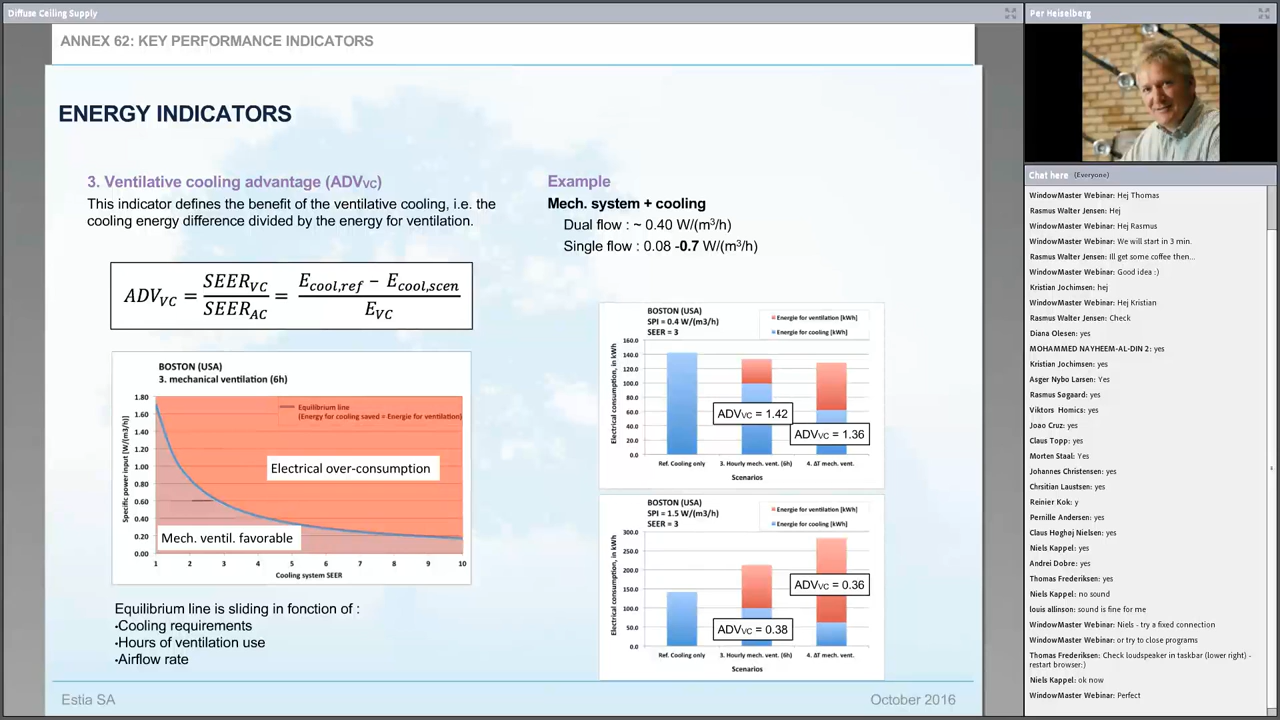 Diffuse Ceiling Supply
ANNEX 62: KEY PERFORMANCE INDICATORS
ENERGY INDICATORS
3. Ventilative cooling advantage (ADVVC)
This indicator defines the benefit of the ventilative cooling, i.e. the
cooling energy difference divided by the energy for ventilation.
ADV_VC = SEER_VC / SEER_AC = (E_cool,ref − E_cool,scen) / E_VC
BOSTON (USA)
3. mechanical ventilation (6h)
Equilibrium line
(Energy for cooling saved = Energie for ventilation)
Specific power input [W/(m3/h)]
1.80
1.60
1.40
1.20
1.00
0.80
0.60
0.40
0.20
0.00
Electrical over-consumption
Mech. ventil. favorable
1 2 3 4 5 6 7 8 9 10
Cooling system SEER
Equilibrium line is sliding in fonction of :
•Cooling requirements
•Hours of ventilation use
•Airflow rate
Example
Mech. system + cooling
Dual flow : ~ 0.40 W/(m³/h)
Single flow : 0.08 -0.7 W/(m³/h)
BOSTON (USA)
SPI = 0.4 W/(m3/h)
SEER = 3
Energie for ventilation [kWh]
Energie for cooling [kWh]
Electrical consumption, in kWh
160.0
140.0
120.0
100.0
80.0
60.0
40.0
20.0
0.0
ADVVC = 1.42
ADVVC = 1.36
Ref. Cooling only 3. Hourly mech. vent. (6h) 4. ΔT mech. vent.
Scenarios
BOSTON (USA)
SPI = 1.5 W/(m3/h)
SEER = 3
Energie for ventilation [kWh]
Energie for cooling [kWh]
Electrical consumption, in kWh
300.0
250.0
200.0
150.0
100.0
50.0
0.0
ADVVC = 0.36
ADVVC = 0.38
Ref. Cooling only 3. Hourly mech. vent. (6h) 4. ΔT mech. vent.
Scenarios
Estia SA
October 2016
Per Heiselberg
Chat here (Everyone)
WindowMaster Webinar: Hej Thomas
Rasmus Walter Jensen: Hej
WindowMaster Webinar: Hej Rasmus
WindowMaster Webinar: We will start in 3 min.
Rasmus Walter Jensen: Ill get some coffee then...
WindowMaster Webinar: Good idea :)
Kristian Jochimsen: hej
WindowMaster Webinar: Hej Kristian
Rasmus Walter Jensen: Check
Diana Olesen: yes
MOHAMMED NAYHEEM-AL-DIN 2: yes
Kristian Jochimsen: yes
Asger Nybo Larsen: Yes
Rasmus Søgaard: yes
Viktors Homics: yes
Joao Cruz: yes
Claus Topp: yes
Morten Staal: Yes
Johannes Christensen: yes
Chrsitian Laustsen: yes
Reinier Kok: y
Pernille Andersen: yes
Claus Hoghoj Nielsen: yes
Niels Kappel: yes
Andrei Dobre: yes
Thomas Frederiksen: yes
Niels Kappel: no sound
louis allinson: sound is fine for me
WindowMaster Webinar: Niels - try a fixed connection
WindowMaster Webinar: or try to close programs
Thomas Frederiksen: Check loudspeaker in taskbar (lower right) -
restart browser:)
Niels Kappel: ok now
WindowMaster Webinar: Perfect